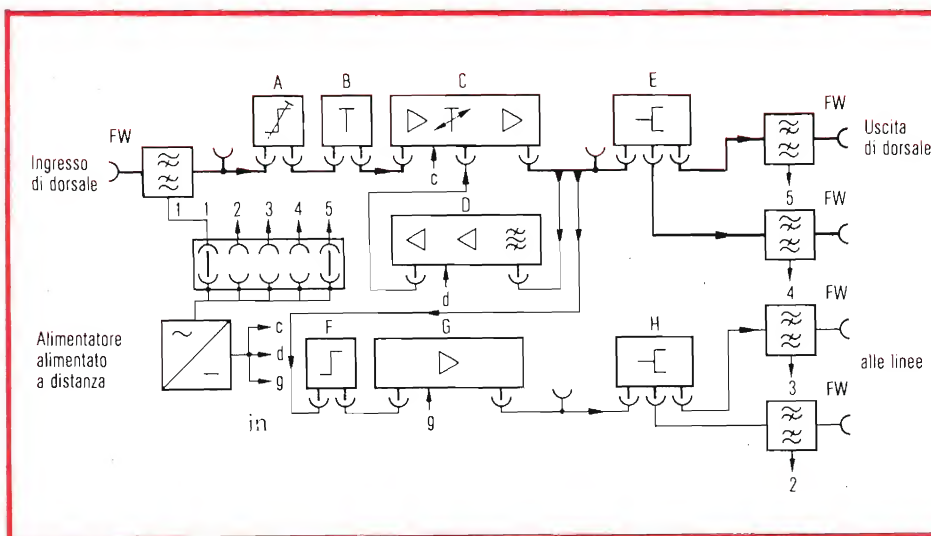 A B C E
FW FW
Ingresso
di dorsale
Uscita
di dorsale
c
1 1 2 3 4 5
D
5
FW
d
4
FW
Alimentatore
alimentato
a distanza
c
d
g
F G H
alle linee
in
g
3
FW
2